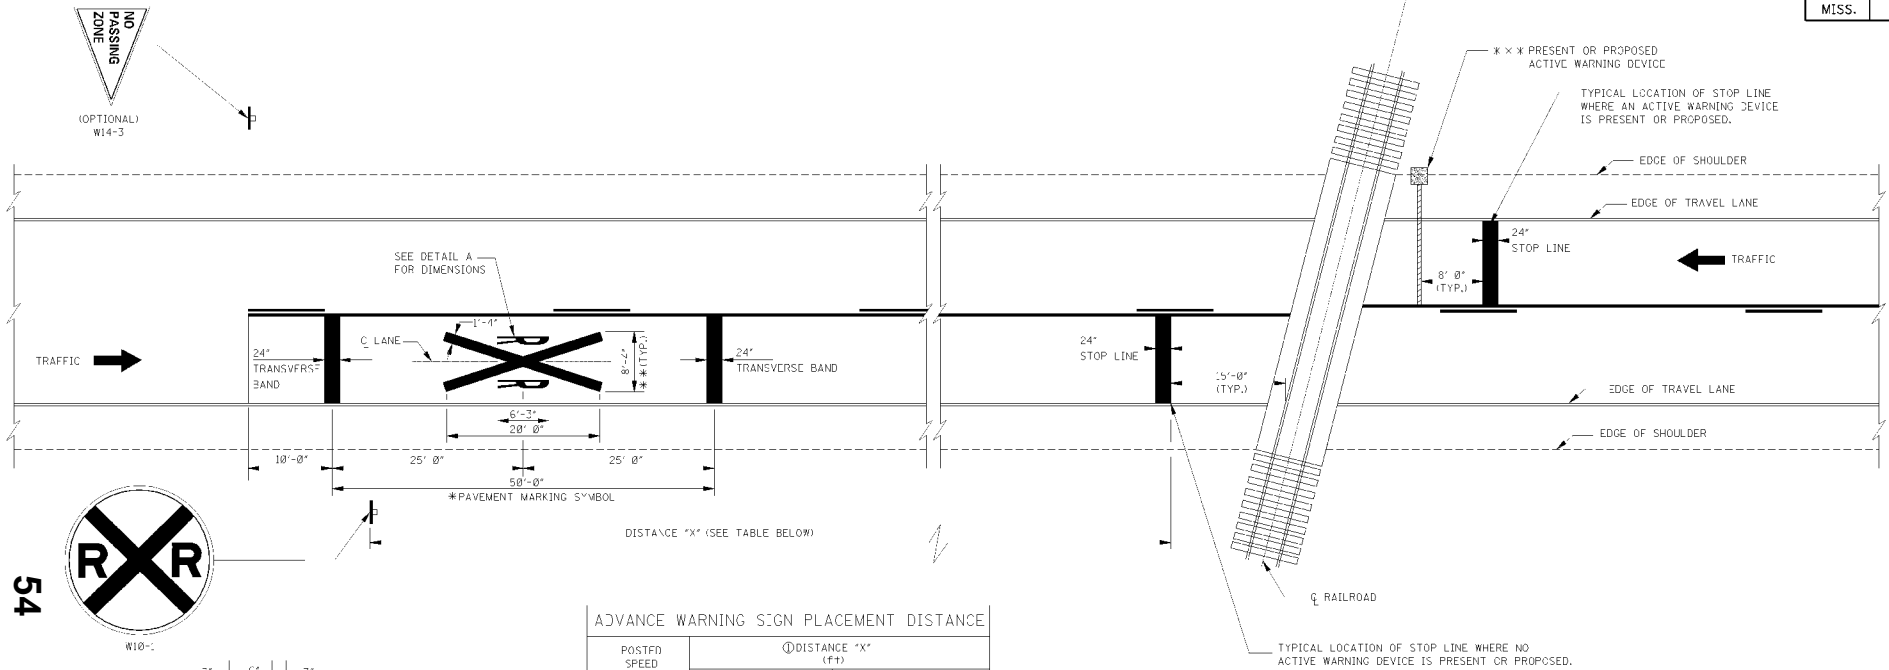 MISS.
NO
PASSING
ZONE
(OPTIONAL)
W14-3
* * * PRESENT OR PROPOSED
ACTIVE WARNING DEVICE
TYPICAL LOCATION OF STOP LINE
WHERE AN ACTIVE WARNING DEVICE
IS PRESENT OR PROPOSED.
EDGE OF SHOULDER
EDGE OF TRAVEL LANE
SEE DETAIL A
FOR DIMENSIONS
24"
STOP LINE
TRAFFIC
8' 0"
(TYP.)
1'-4"
C LANE
TRAFFIC
24"
TRANSVERSE
BAND
R
R
* * (TYP.)
24"
TRANSVERSE BAND
24"
STOP LINE
15'-0"
(TYP.)
EDGE OF TRAVEL LANE
EDGE OF SHOULDER
6'-3"
20' 0"
10'-0"
25' 0"
25' 0"
50'-0"
*PAVEMENT MARKING SYMBOL
DISTANCE "X" (SEE TABLE BELOW)
R R
54
℄ RAILROAD
ADVANCE WARNING SIGN PLACEMENT DISTANCE
POSTED
SPEED
①DISTANCE "X"
(ft)
TYPICAL LOCATION OF STOP LINE WHERE NO
ACTIVE WARNING DEVICE IS PRESENT OR PROPOSED.